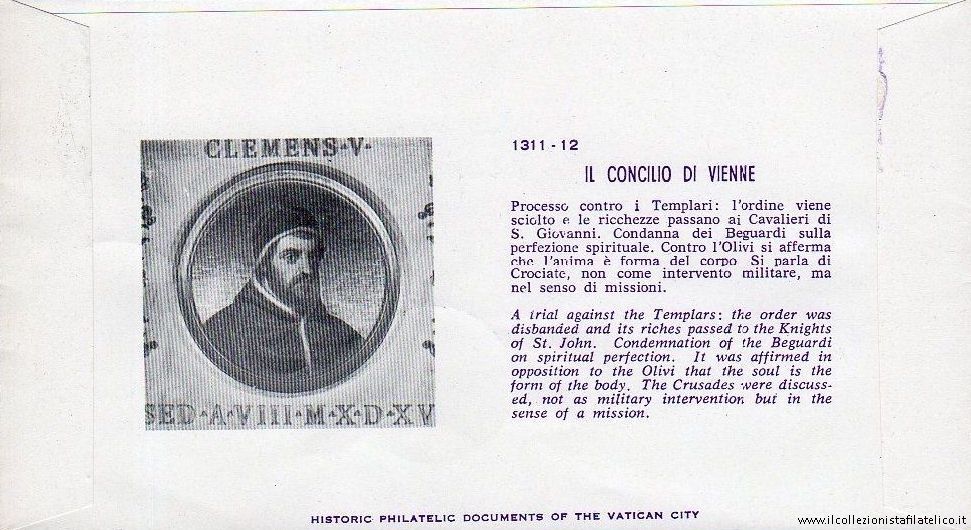 CLEMENS·V·
SED·A·VIII·M·X·D·XV
1311 - 12
IL CONCILIO DI VIENNE
Processo contro i Templari: l'ordine viene
sciolto e le ricchezze passano ai Cavalieri di
S. Giovanni. Condanna dei Beguardi sulla
perfezione spirituale. Contro l'Olivi si afferma
che l'anima è forma del corpo Si parla di
Crociate, non come intervento militare, ma
nel senso di missioni.
A trial against the Templars: the order was
disbanded and its riches passed to the Knights
of St. John. Condemnation of the Beguardi
on spiritual perfection. It was affirmed in
opposition to the Olivi that the soul is the
form of the body. The Crusades were discuss-
ed, not as military intervention but in the
sense of a mission.
HISTORIC PHILATELIC DOCUMENTS OF THE VATICAN CITY
www.ilcollezionistafilatelico.it